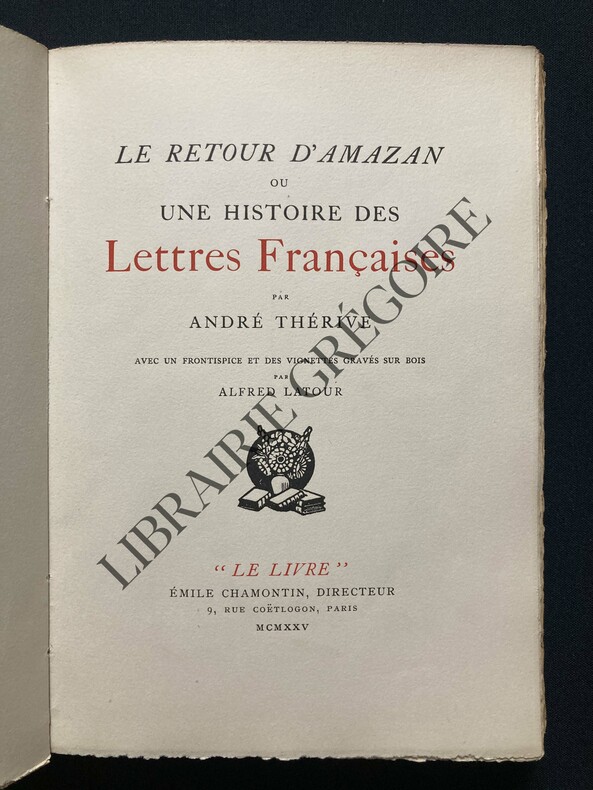 LE RETOUR D'AMAZAN
OU
UNE HISTOIRE DES
Lettres Françaises
PAR
ANDRÉ THÉRIVE
AVEC UN FRONTISPICE ET DES VIGNETTES GRAVÉS SUR BOIS
PAR
ALFRED LATOUR
"LE LIVRE"
ÉMILE CHAMONTIN, DIRECTEUR
9, RUE COËTLOGON, PARIS
MCMXXV
LIBRAIRIE GRÉGOIRE